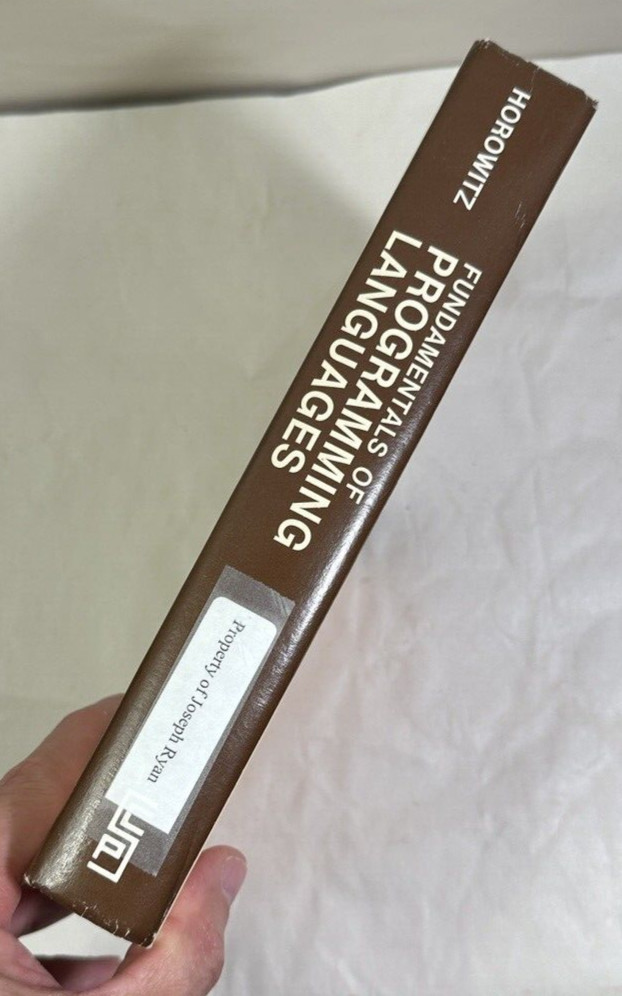 HOROWITZ
FUNDAMENTALS OF
PROGRAMMING
LANGUAGES
Property of Joseph Ryan